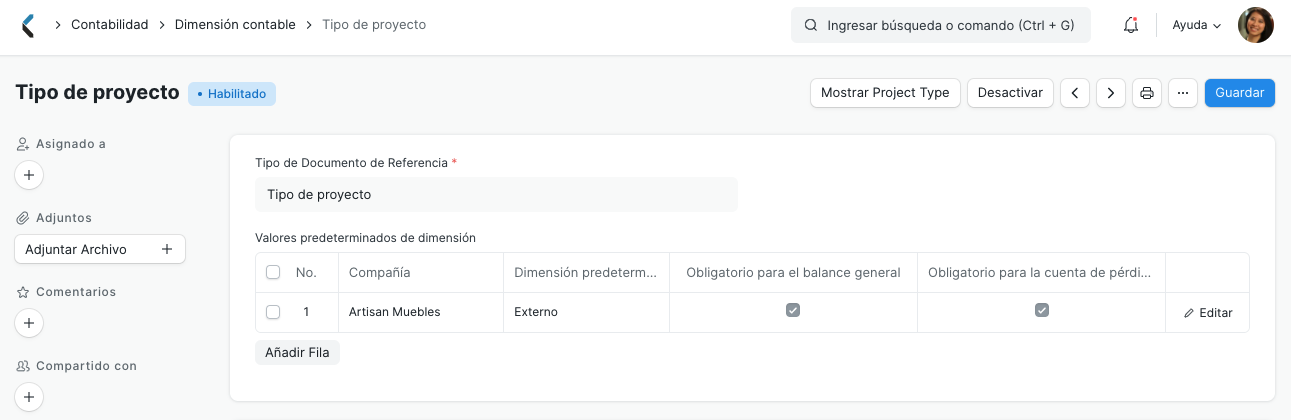 Contabilidad Dimensión contable Tipo de proyecto Ingresar búsqueda o comando (Ctrl + G) Ayuda
Tipo de proyecto Habilitado Mostrar Project Type Desactivar ... Guardar
Asignado a
Adjuntos
Adjuntar Archivo +
Comentarios
Compartido con
Tipo de Documento de Referencia *
Tipo de proyecto
Valores predeterminados de dimensión
No. Compañía Dimensión predeterm... Obligatorio para el balance general Obligatorio para la cuenta de pérdi...
1 Artisan Muebles Externo Editar
Añadir Fila